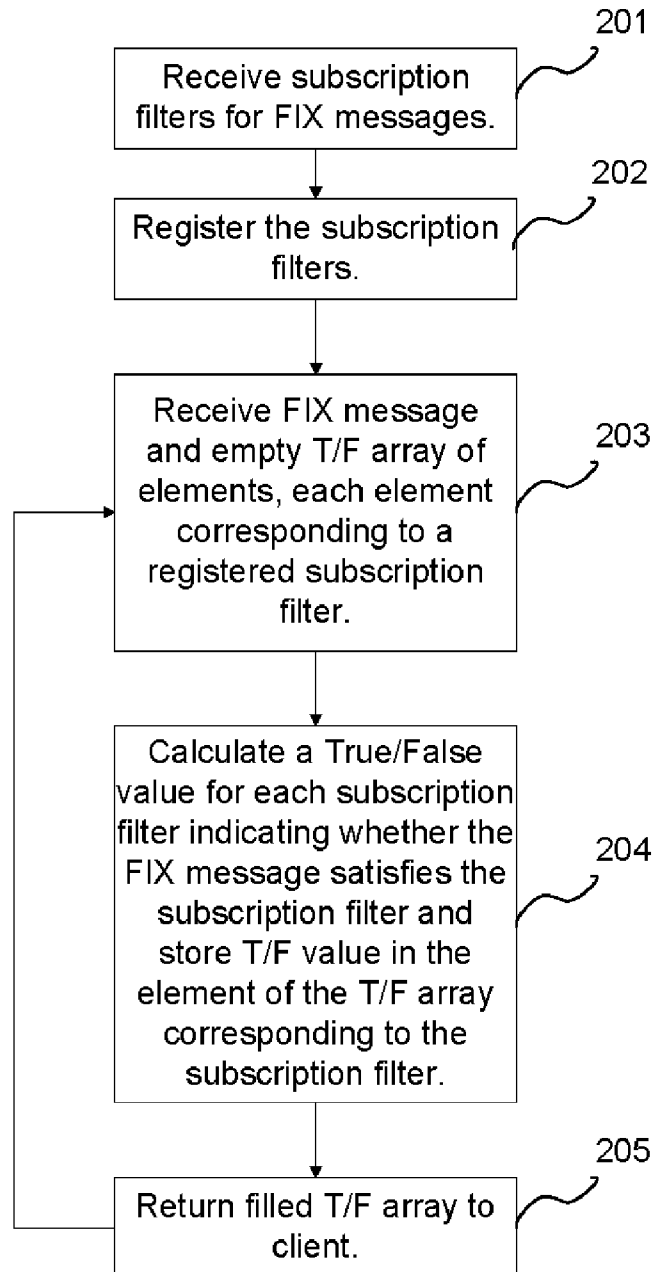 201
Receive subscription
filters for FIX messages.
202
Register the subscription
filters.
203
Receive FIX message
and empty T/F array of
elements, each element
corresponding to a
registered subscription
filter.
204
Calculate a True/False
value for each subscription
filter indicating whether the
FIX message satisfies the
subscription filter and
store T/F value in the
element of the T/F array
corresponding to the
subscription filter.
205
Return filled T/F array to
client.